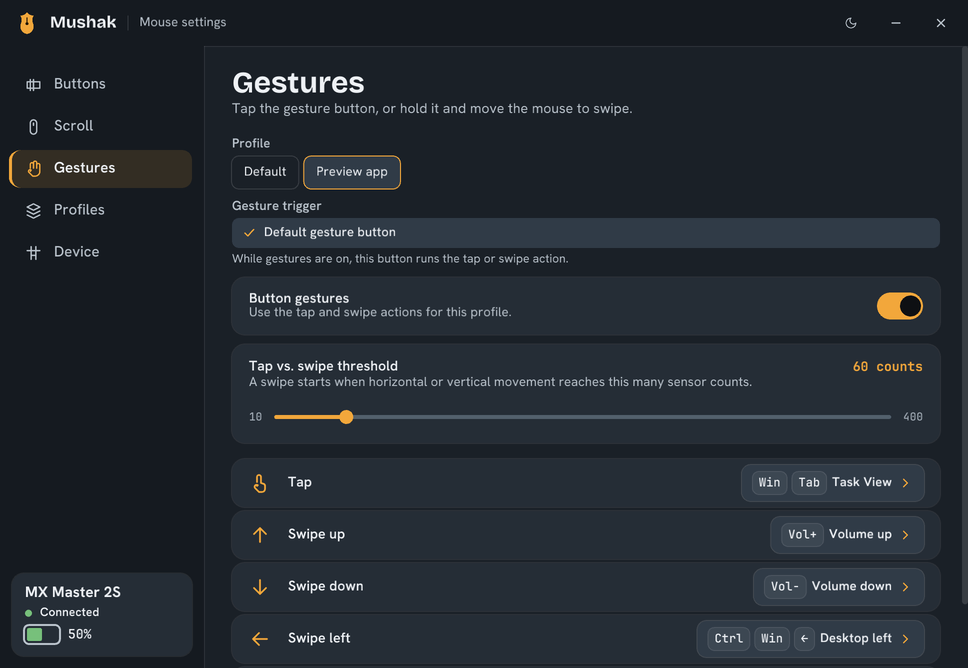 Mushak
Mouse settings
Buttons
Scroll
Gestures
Profiles
Device
MX Master 2S
Connected
50%
Gestures
Tap the gesture button, or hold it and move the mouse to swipe.
Profile
Default
Preview app
Gesture trigger
Default gesture button
While gestures are on, this button runs the tap or swipe action.
Button gestures
Use the tap and swipe actions for this profile.
Tap vs. swipe threshold
60 counts
A swipe starts when horizontal or vertical movement reaches this many sensor counts.
10
400
Tap
Win Tab Task View
Swipe up
Vol+ Volume up
Swipe down
Vol- Volume down
Swipe left
Ctrl Win ← Desktop left